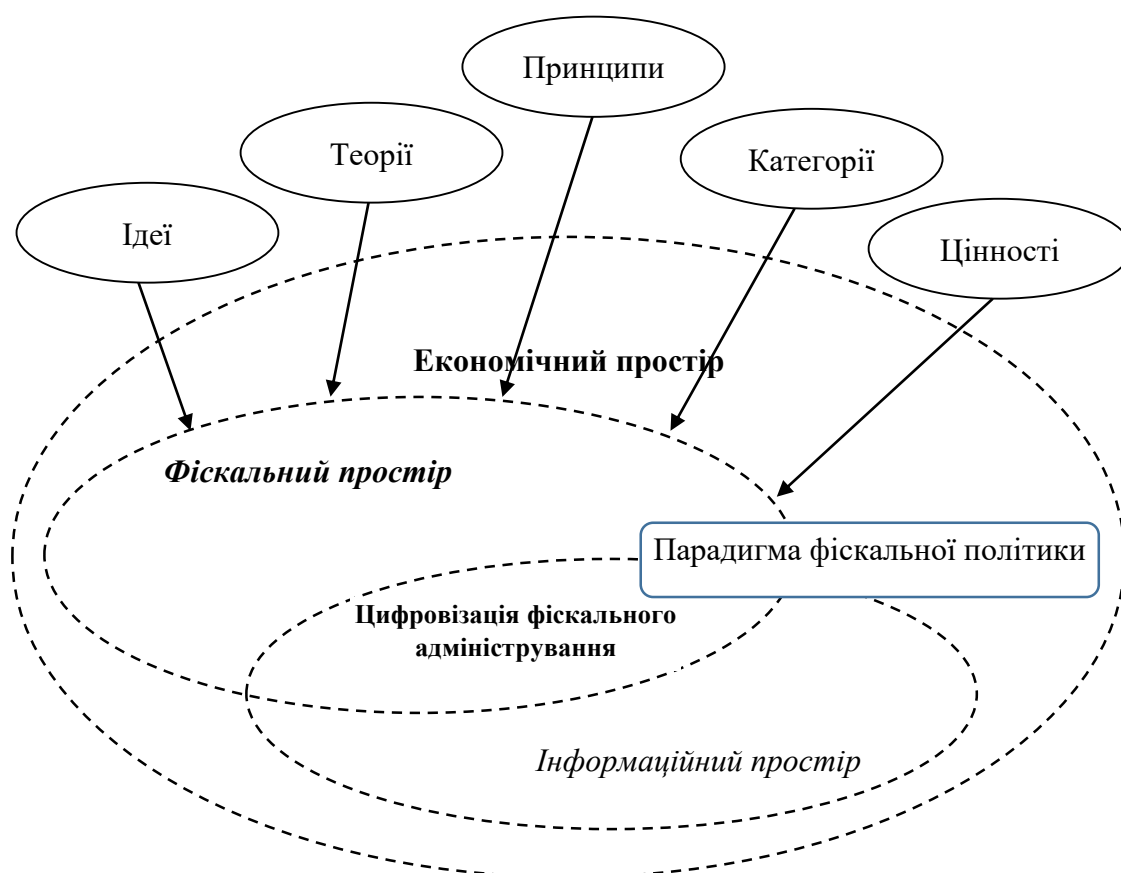 Принципи
Теорії
Категорії
Ідеї
Цінності
Економічний простір
Фіскальний простір
Парадигма фіскальної політики
Цифровізація фіскального
адміністрування
Інформаційний простір